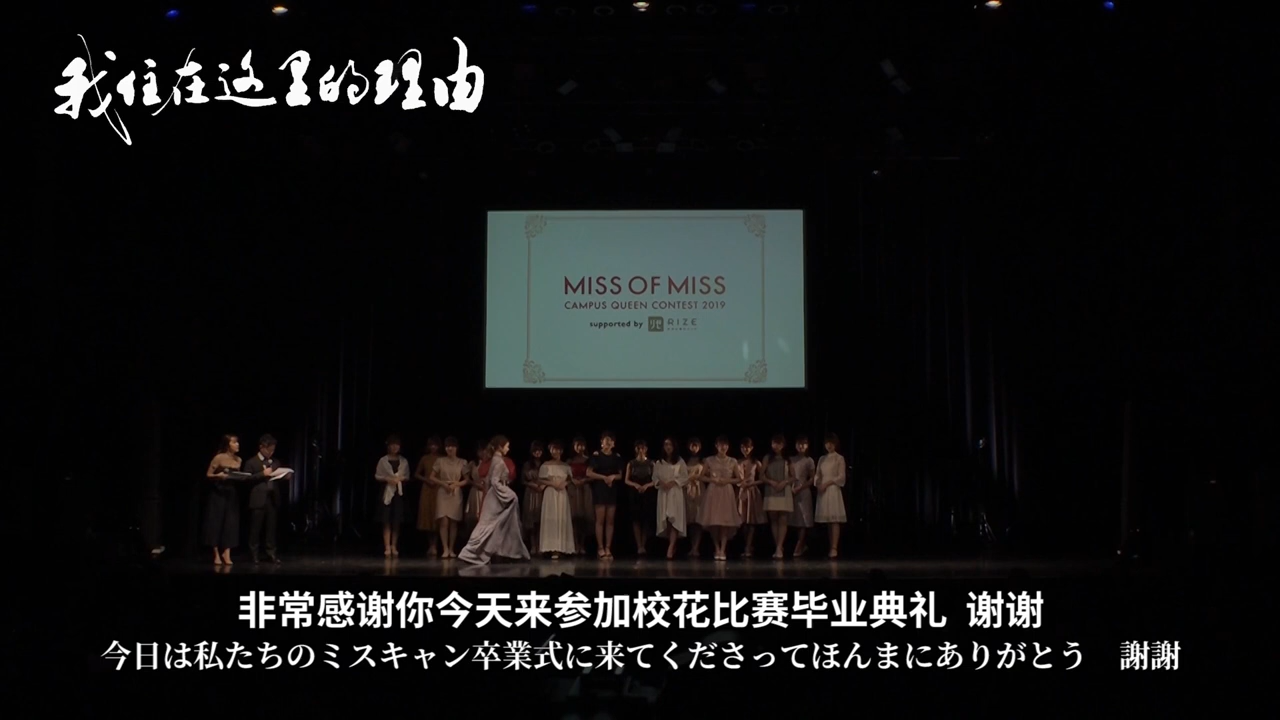 我住在这里的理由
MISS OF MISS
CAMPUS QUEEN CONTEST 2019
supported by RIZE
非常感谢你今天来参加校花比赛毕业典礼 谢谢
今日は私たちのミスキャン卒業式に来てくださってほんまにありがとう 謝謝